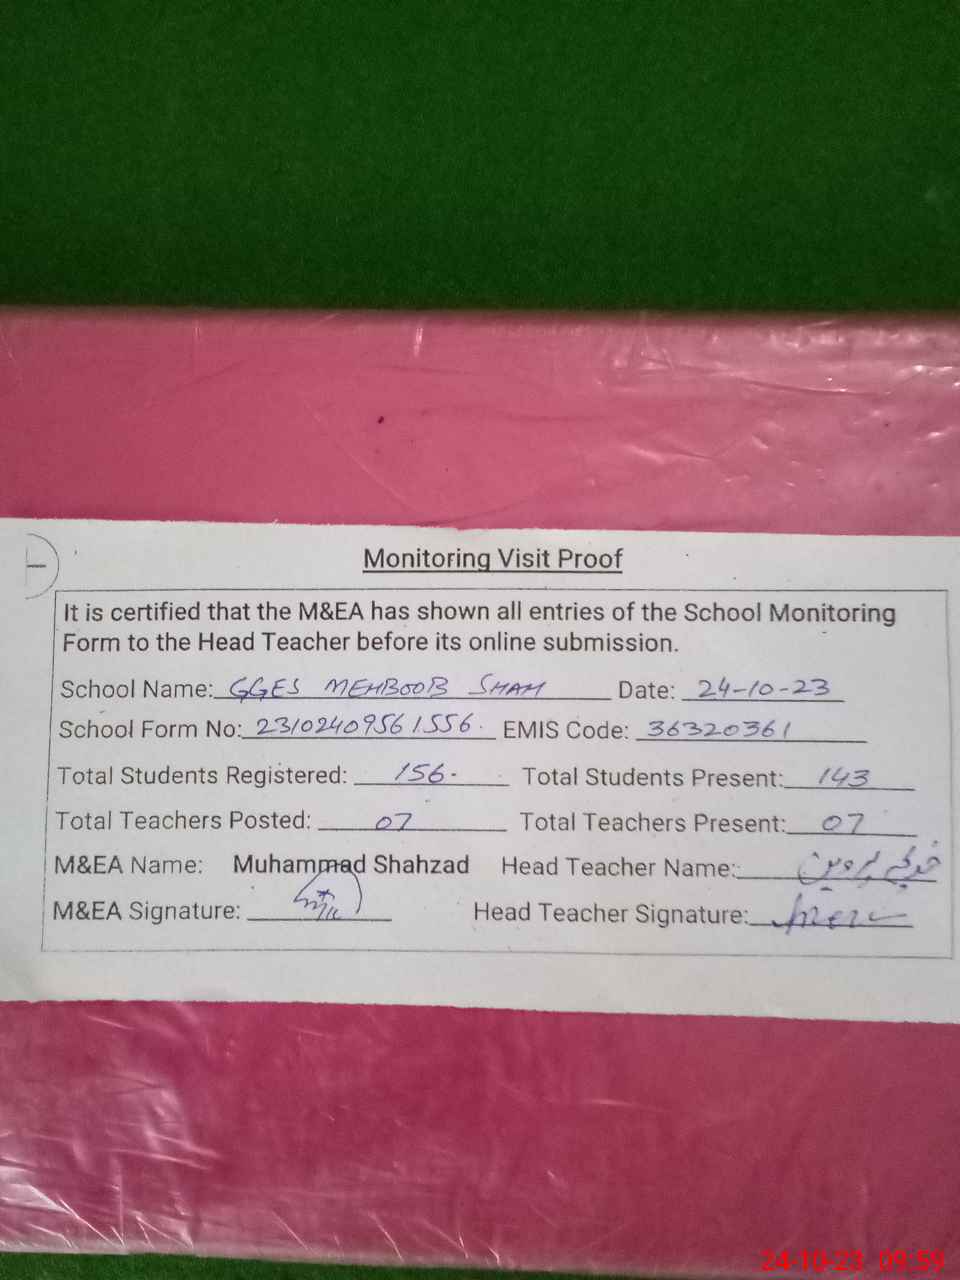 Monitoring Visit Proof
It is certified that the M&EA has shown all entries of the School Monitoring
Form to the Head Teacher before its online submission.
School Name: GGES MEHBOOB SHAH Date: 24-10-23
School Form No: 23102409561556. EMIS Code: 36320361
Total Students Registered: 156. Total Students Present: 143
Total Teachers Posted: 07 Total Teachers Present: 07
M&EA Name: Muhammad Shahzad Head Teacher Name: پروین
M&EA Signature: Head Teacher Signature:
24-10-23 09:59